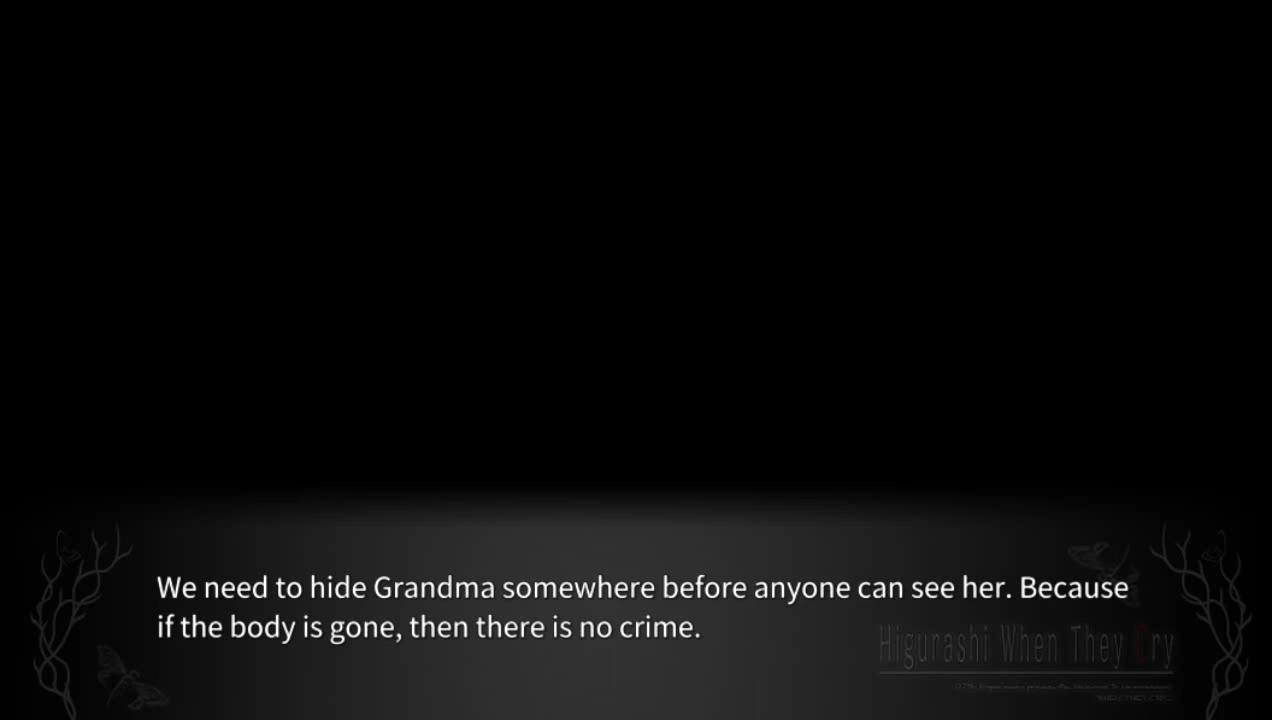 We need to hide Grandma somewhere before anyone can see her. Because
if the body is gone, then there is no crime.
Higurashi When They Cry